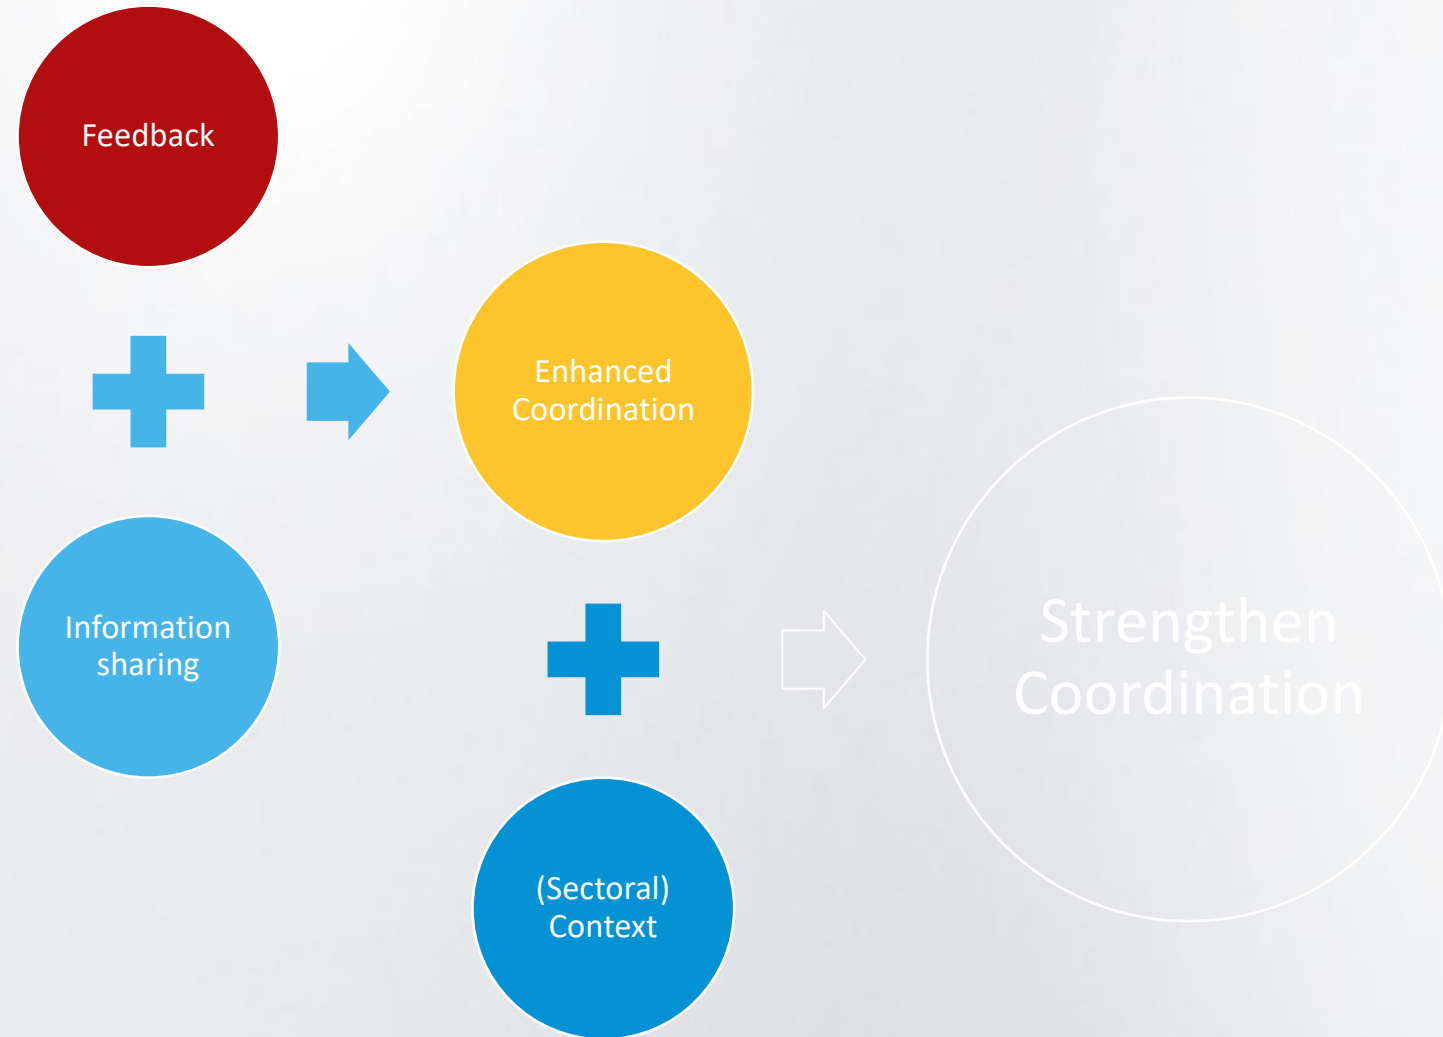 Feedback
Information
sharing
Enhanced
Coordination
(Sectoral)
Context
Strengthen
Coordination